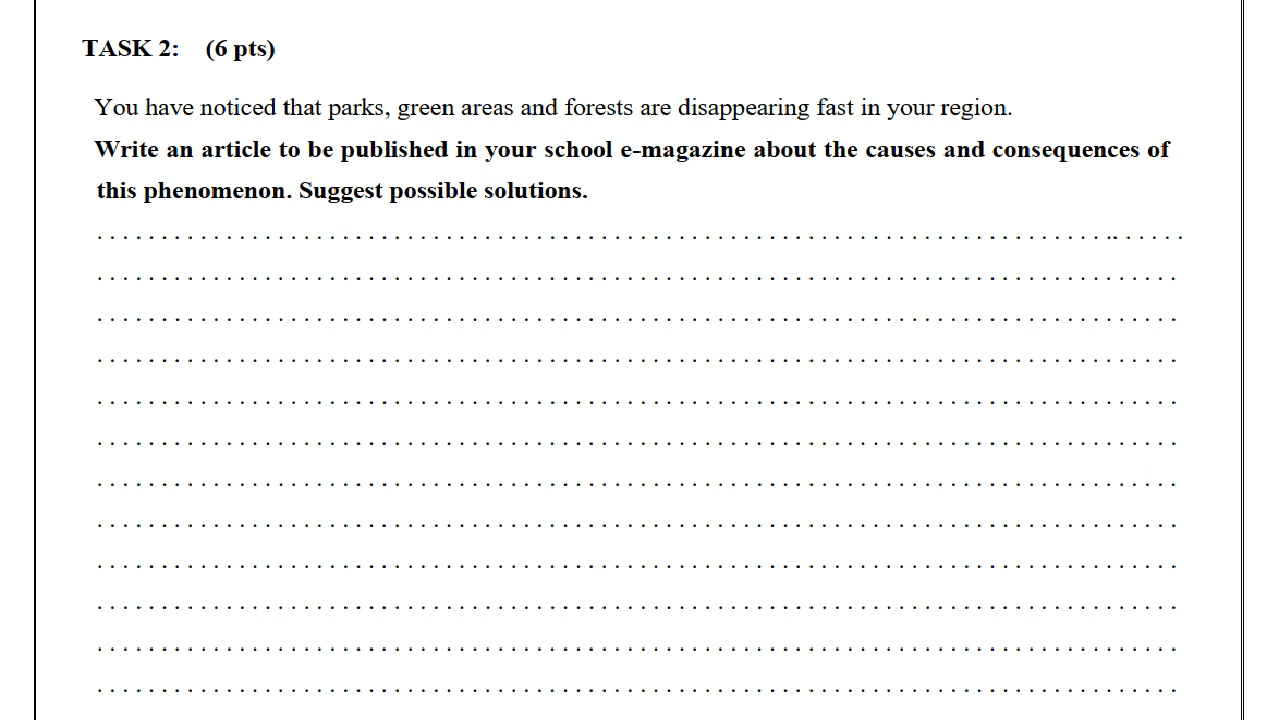 TASK 2: (6 pts)
You have noticed that parks, green areas and forests are disappearing fast in your region.
Write an article to be published in your school e-magazine about the causes and consequences of
this phenomenon. Suggest possible solutions.